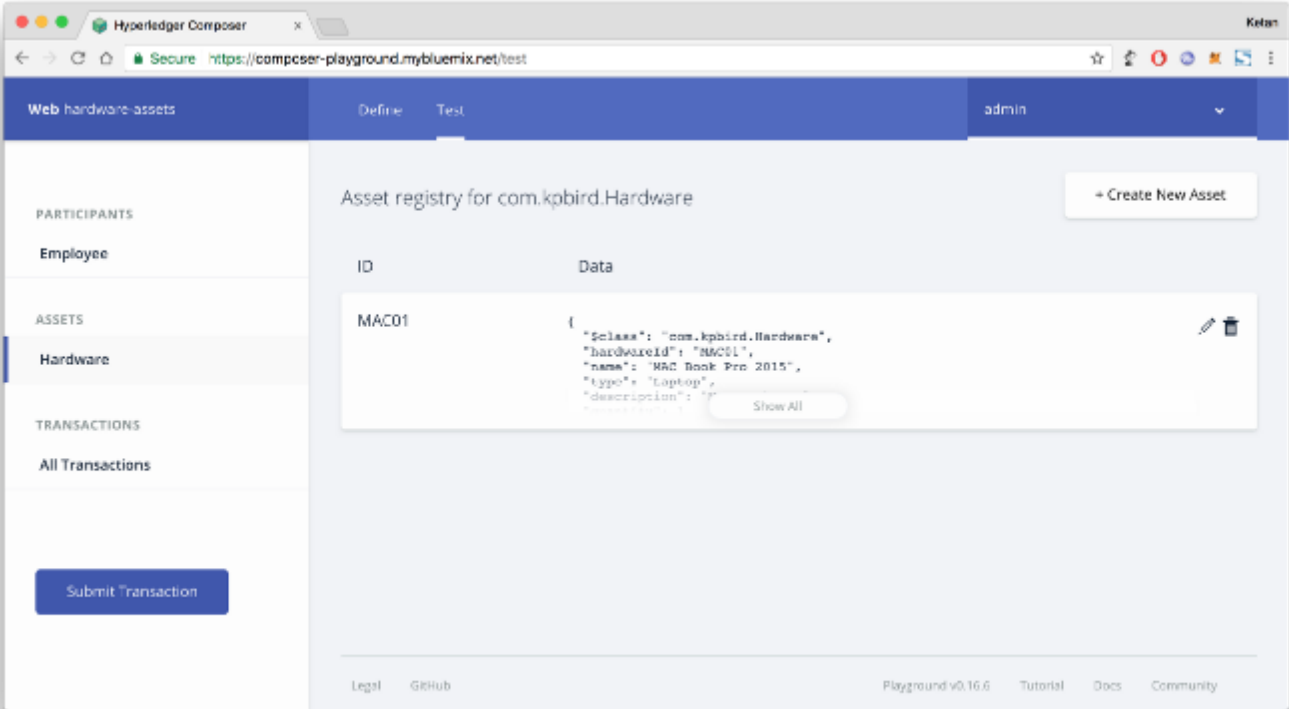 Hyperledger Composer
Ketan
Secure https://composer-playground.mybluemix.net/test
Web hardware-assets
Define Test
admin
Asset registry for com.kpbird.Hardware
+ Create New Asset
PARTICIPANTS
Employee
ID Data
ASSETS
Hardware
MAC01
{
"$class": "com.kpbird.Hardware",
"hardwareId": "MAC01",
"name": "MAC Book Pro 2015",
"type": "Laptop",
"description": "
Show All
TRANSACTIONS
All Transactions
Submit Transaction
Legal GitHub
Playground v0.16.6 Tutorial Docs Community